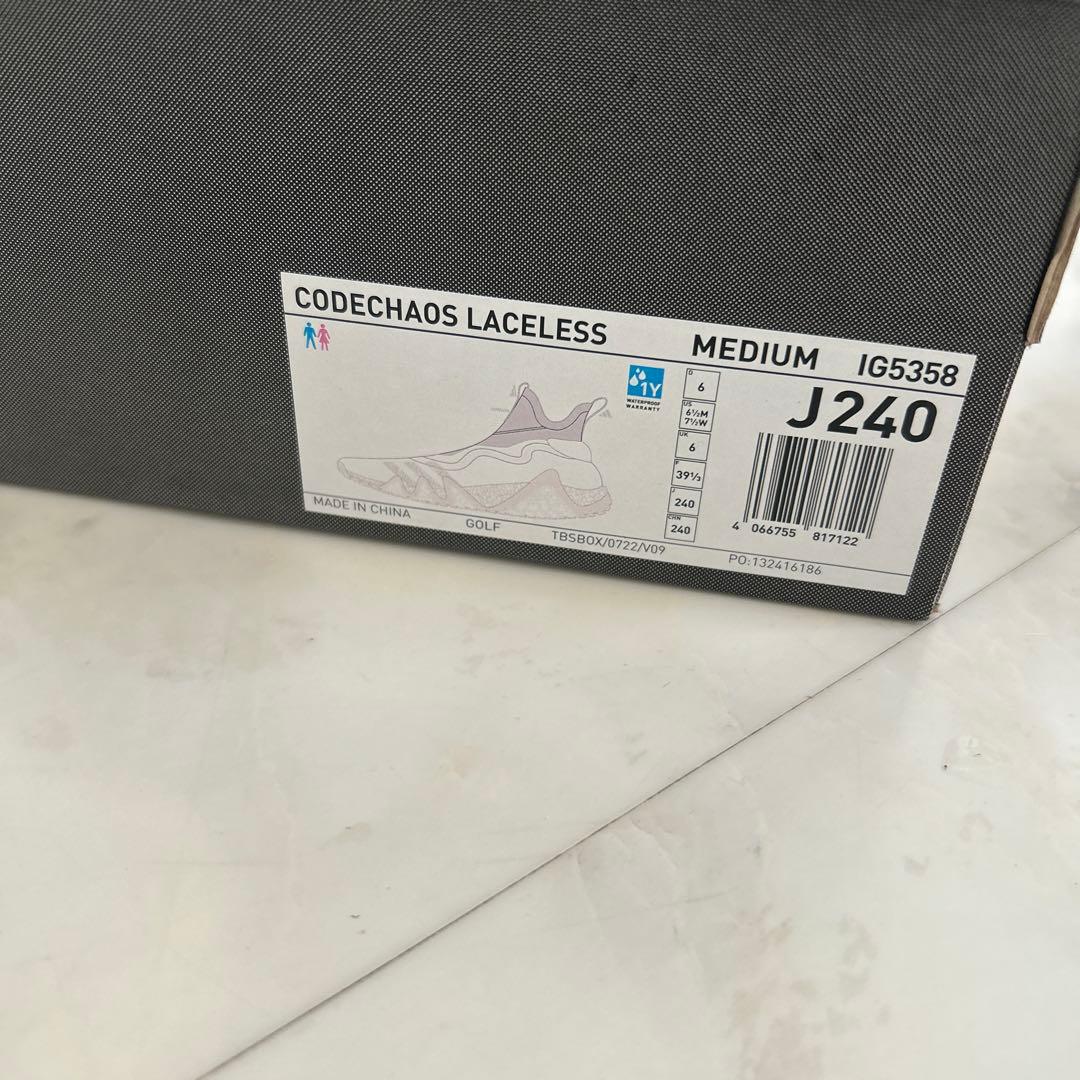 CODECHAOS LACELESS MEDIUM IG5358
1Y
WATERPROOF
WARRANTY
D
6
US
6½M
7½W
UK
6
F
39⅓
J
240
CHN
240
J 240
4 066755 817122
MADE IN CHINA GOLF TBSBOX/0722/V09 PO:132416186